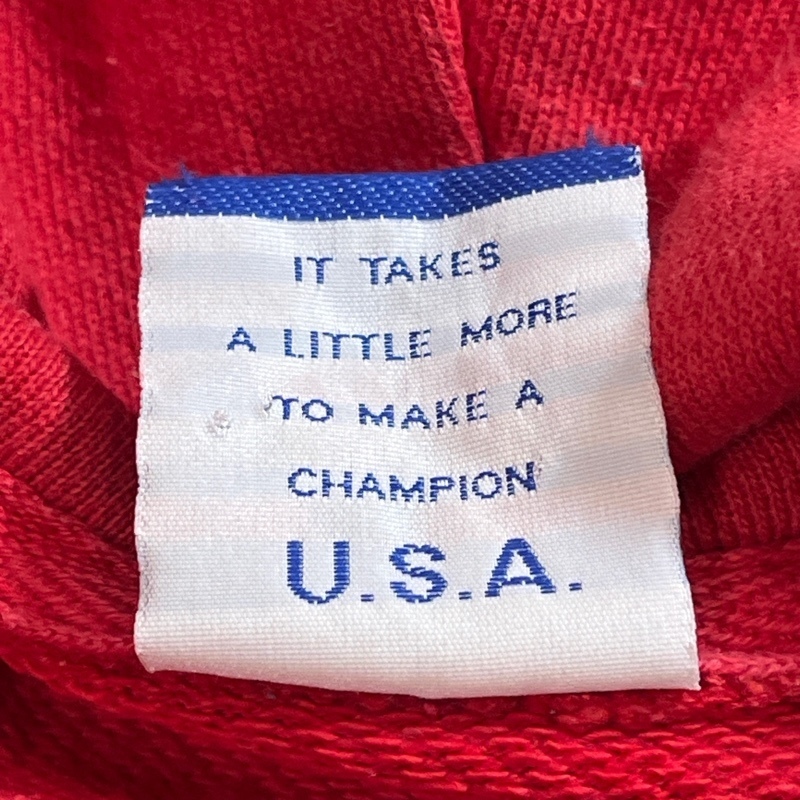 IT TAKES
A LITTLE MORE
TO MAKE A
CHAMPION
U.S.A.